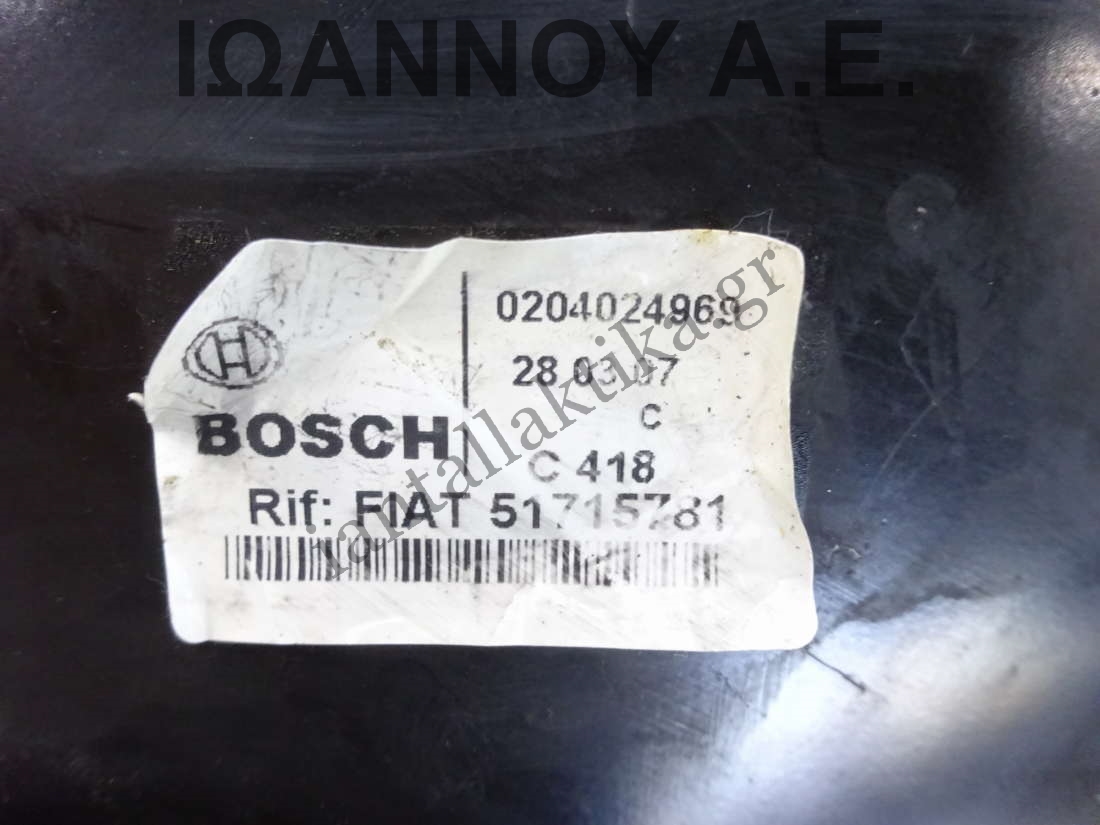 ΙΩΑΝΝΟΥ Α.Ε.
0204024969
28.03.07
C
BOSCH
C 418
Rif: FIAT 51715781
iantallaktika.gr